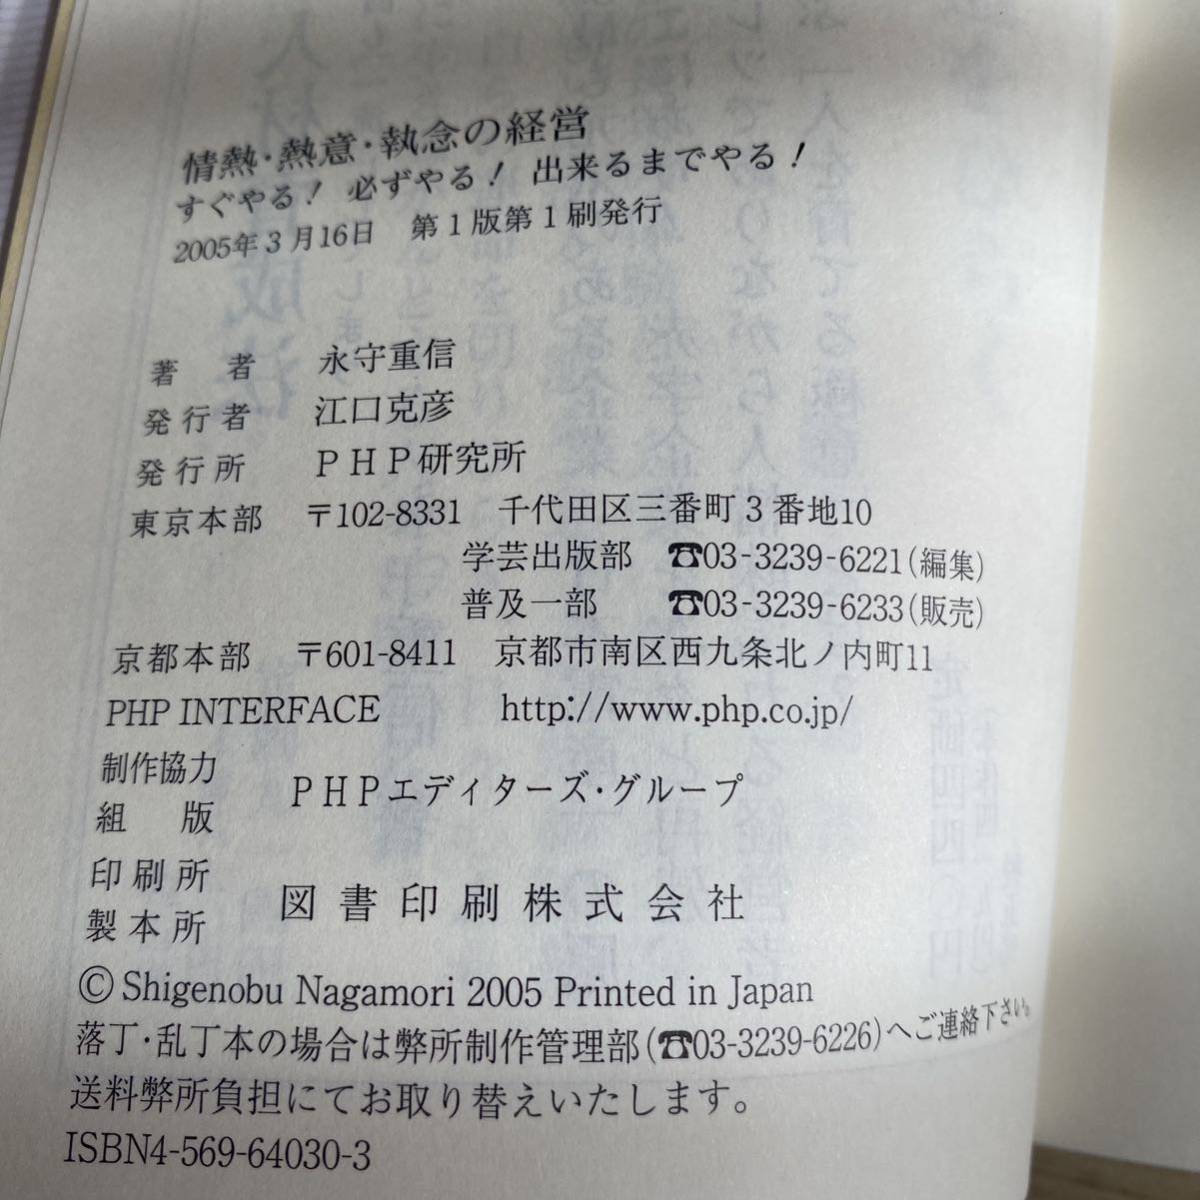 情熱・熱意・執念の経営
すぐやる！ 必ずやる！ 出来るまでやる！
2005年3月16日 第1版第1刷発行
著者 永守重信
発行者 江口克彦
発行所 PHP研究所
東京本部 〒102-8331 千代田区三番町3番地10
学芸出版部 ☎03-3239-6221(編集)
普及一部 ☎03-3239-6233(販売)
京都本部 〒601-8411 京都市南区西九条北ノ内町11
PHP INTERFACE http://www.php.co.jp/
制作協力
組版 PHPエディターズ・グループ
印刷所
製本所 図書印刷株式会社
©Shigenobu Nagamori 2005 Printed in Japan
落丁・乱丁本の場合は弊所制作管理部(☎03-3239-6226)へご連絡下さい。
送料弊所負担にてお取り替えいたします。
ISBN4-569-64030-3